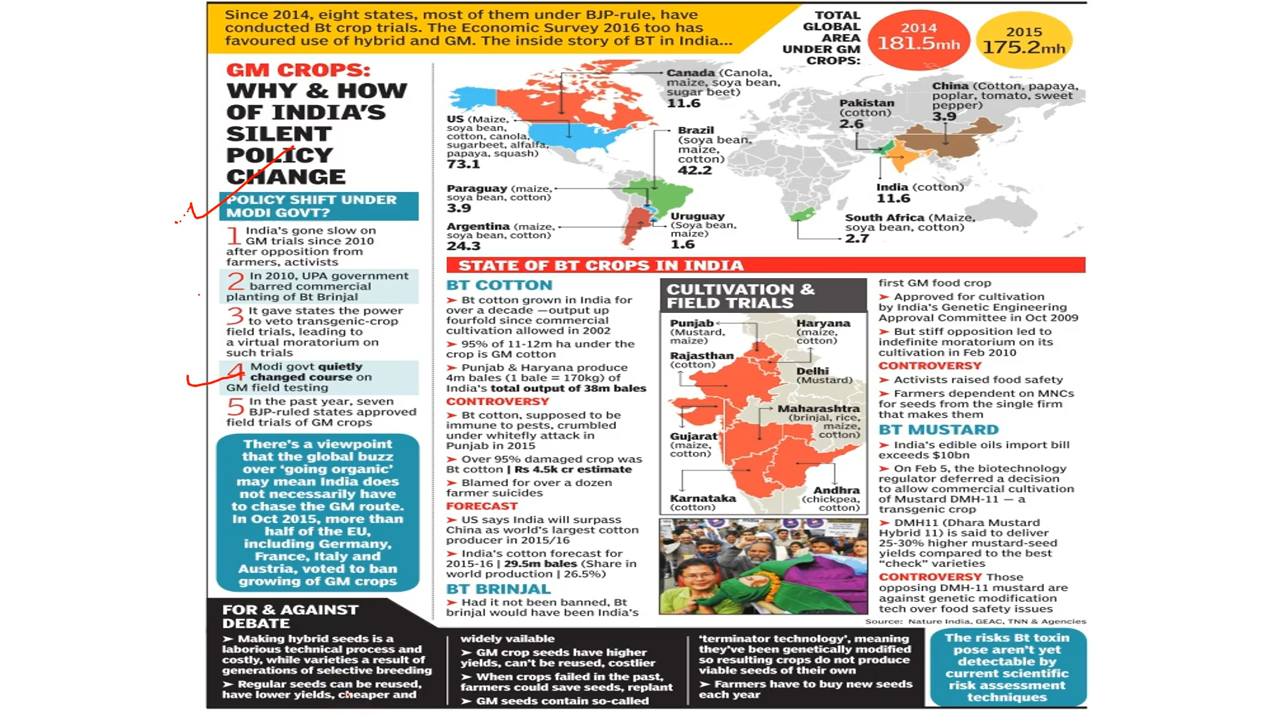 Since 2014, eight states, most of them under BJP-rule, have
conducted Bt crop trials. The Economic Survey 2016 too has
favoured use of hybrid and GM. The inside story of BT in India...
TOTAL
GLOBAL
AREA
UNDER GM
CROPS:
2014
181.5mh
2015
175.2mh
GM CROPS:
WHY & HOW
OF INDIA'S
SILENT
POLICY
CHANGE
POLICY SHIFT UNDER
MODI GOVT?
1 India's gone slow on
GM trials since 2010
after opposition from
farmers, activists
2 In 2010, UPA government
barred commercial
planting of Bt Brinjal
3 It gave states the power
to veto transgenic-crop
field trials, leading to
a virtual moratorium on
such trials
4 Modi govt quietly
changed course on
GM field testing
5 In the past year, seven
BJP-ruled states approved
field trials of GM crops
There's a viewpoint
that the global buzz
over 'going organic'
may mean India does
not necessarily have
to chase the GM route.
In Oct 2015, more than
half of the EU,
including Germany,
France, Italy and
Austria, voted to ban
growing of GM crops
Canada (Canola,
maize, soya bean,
sugar beet)
11.6
US (Maize,
soya bean,
cotton, canola,
sugarbeet, alfalfa,
papaya, squash)
73.1
Brazil
(soya bean,
maize,
cotton)
42.2
Paraguay (maize,
soya bean, cotton)
3.9
Argentina (maize,
soya bean, cotton)
24.3
Uruguay
(Soya bean,
maize)
1.6
Pakistan
(cotton)
2.6
China (Cotton, papaya,
poplar, tomato, sweet
pepper)
3.9
India (cotton)
11.6
South Africa (Maize,
soya bean, cotton)
2.7
STATE OF BT CROPS IN INDIA
BT COTTON
➤ Bt cotton grown in India for
over a decade —output up
fourfold since commercial
cultivation allowed in 2002
➤ 95% of 11-12m ha under the
crop is GM cotton
➤ Punjab & Haryana produce
4m bales (1 bale = 170kg) of
India's total output of 38m bales
CONTROVERSY
➤ Bt cotton, supposed to be
immune to pests, crumbled
under whitefly attack in
Punjab in 2015
➤ Over 95% damaged crop was
Bt cotton | Rs 4.5k cr estimate
➤ Blamed for over a dozen
farmer suicides
FORECAST
➤ US says India will surpass
China as world's largest cotton
producer in 2015/16
➤ India's cotton forecast for
2015-16 | 29.5m bales (Share in
world production | 26.5%)
BT BRINJAL
➤ Had it not been banned, Bt
brinjal would have been India's
CULTIVATION &
FIELD TRIALS
Punjab
(Mustard,
maize)
Haryana
(maize,
cotton)
Rajasthan
(cotton)
Delhi
(Mustard)
Maharashtra
(brinjal, rice,
maize,
cotton)
Gujarat
(maize,
cotton)
Karnataka
(cotton)
Andhra
(chickpea,
cotton)
first GM food crop
➤ Approved for cultivation
by India's Genetic Engineering
Approval Committee in Oct 2009
➤ But stiff opposition led to
indefinite moratorium on its
cultivation in Feb 2010
CONTROVERSY
➤ Activists raised food safety
➤ Farmers dependent on MNCs
for seeds from the single firm
that makes them
BT MUSTARD
➤ India's edible oils import bill
exceeds $10bn
➤ On Feb 5, the biotechnology
regulator deferred a decision
to allow commercial cultivation
of Mustard DMH-11 — a
transgenic crop
➤ DMH11 (Dhara Mustard
Hybrid 11) is said to deliver
25-30% higher mustard-seed
yields compared to the best
"check" varieties
CONTROVERSY Those
opposing DMH-11 mustard are
against genetic modification
tech over food safety issues
Source: Nature India, GEAC, TNN & Agencies
FOR & AGAINST
DEBATE
➤ Making hybrid seeds is a
laborious technical process and
costly, while varieties a result of
generations of selective breeding
➤ Regular seeds can be reused,
have lower yields, cheaper and
widely vailable
➤ GM crop seeds have higher
yields, can't be reused, costlier
➤ When crops failed in the past,
farmers could save seeds, replant
➤ GM seeds contain so-called
'terminator technology', meaning
they've been genetically modified
so resulting crops do not produce
viable seeds of their own
➤ Farmers have to buy new seeds
each year
The risks Bt toxin
pose aren't yet
detectable by
current scientific
risk assessment
techniques